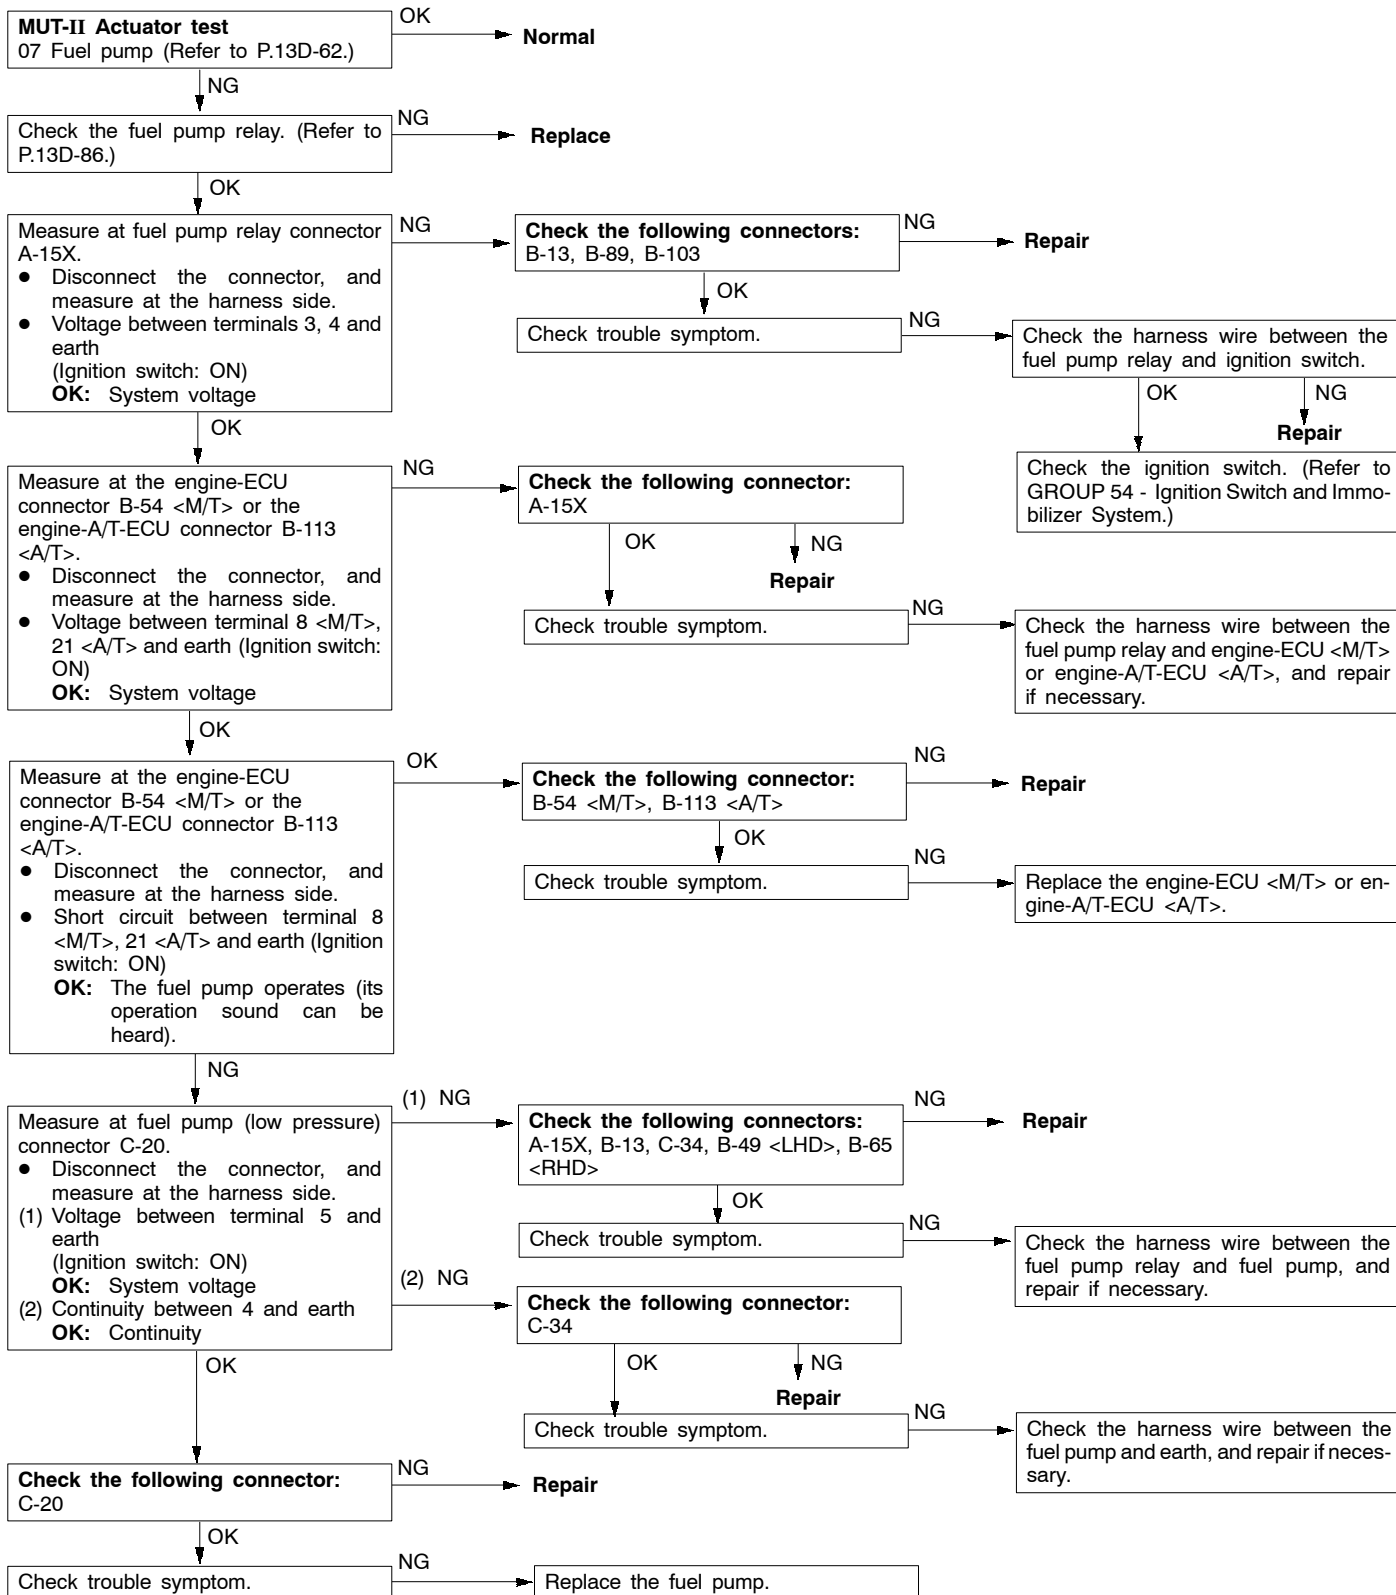 MUT-II Actuator test
07 Fuel pump (Refer to P.13D-62.)
OK
Normal
NG
Check the fuel pump relay. (Refer to
P.13D-86.)
NG
Replace
OK
Measure at fuel pump relay connector
A-15X.
● Disconnect the connector, and
measure at the harness side.
● Voltage between terminals 3, 4 and
earth
(Ignition switch: ON)
OK: System voltage
NG
Check the following connectors:
B-13, B-89, B-103
NG
Repair
OK
Check trouble symptom.
NG
Check the harness wire between the
fuel pump relay and ignition switch.
OK
NG
Repair
Check the ignition switch. (Refer to
GROUP 54 - Ignition Switch and Immo-
bilizer System.)
OK
Measure at the engine-ECU
connector B-54 <M/T> or the
engine-A/T-ECU connector B-113
<A/T>.
● Disconnect the connector, and
measure at the harness side.
● Voltage between terminal 8 <M/T>,
21 <A/T> and earth (Ignition switch:
ON)
OK: System voltage
NG
Check the following connector:
A-15X
OK
NG
Repair
Check trouble symptom.
NG
Check the harness wire between the
fuel pump relay and engine-ECU <M/T>
or engine-A/T-ECU <A/T>, and repair
if necessary.
OK
Measure at the engine-ECU
connector B-54 <M/T> or the
engine-A/T-ECU connector B-113
<A/T>.
● Disconnect the connector, and
measure at the harness side.
● Short circuit between terminal 8
<M/T>, 21 <A/T> and earth (Ignition
switch: ON)
OK: The fuel pump operates (its
operation sound can be
heard).
OK
Check the following connector:
B-54 <M/T>, B-113 <A/T>
NG
Repair
OK
Check trouble symptom.
NG
Replace the engine-ECU <M/T> or en-
gine-A/T-ECU <A/T>.
NG
Measure at fuel pump (low pressure)
connector C-20.
● Disconnect the connector, and
measure at the harness side.
(1) Voltage between terminal 5 and
earth
(Ignition switch: ON)
OK: System voltage
(2) Continuity between 4 and earth
OK: Continuity
(1) NG
Check the following connectors:
A-15X, B-13, C-34, B-49 <LHD>, B-65
<RHD>
NG
Repair
OK
Check trouble symptom.
NG
Check the harness wire between the
fuel pump relay and fuel pump, and
repair if necessary.
(2) NG
Check the following connector:
C-34
OK
NG
Repair
Check trouble symptom.
NG
Check the harness wire between the
fuel pump and earth, and repair if neces-
sary.
OK
Check the following connector:
C-20
NG
Repair
OK
Check trouble symptom.
NG
Replace the fuel pump.